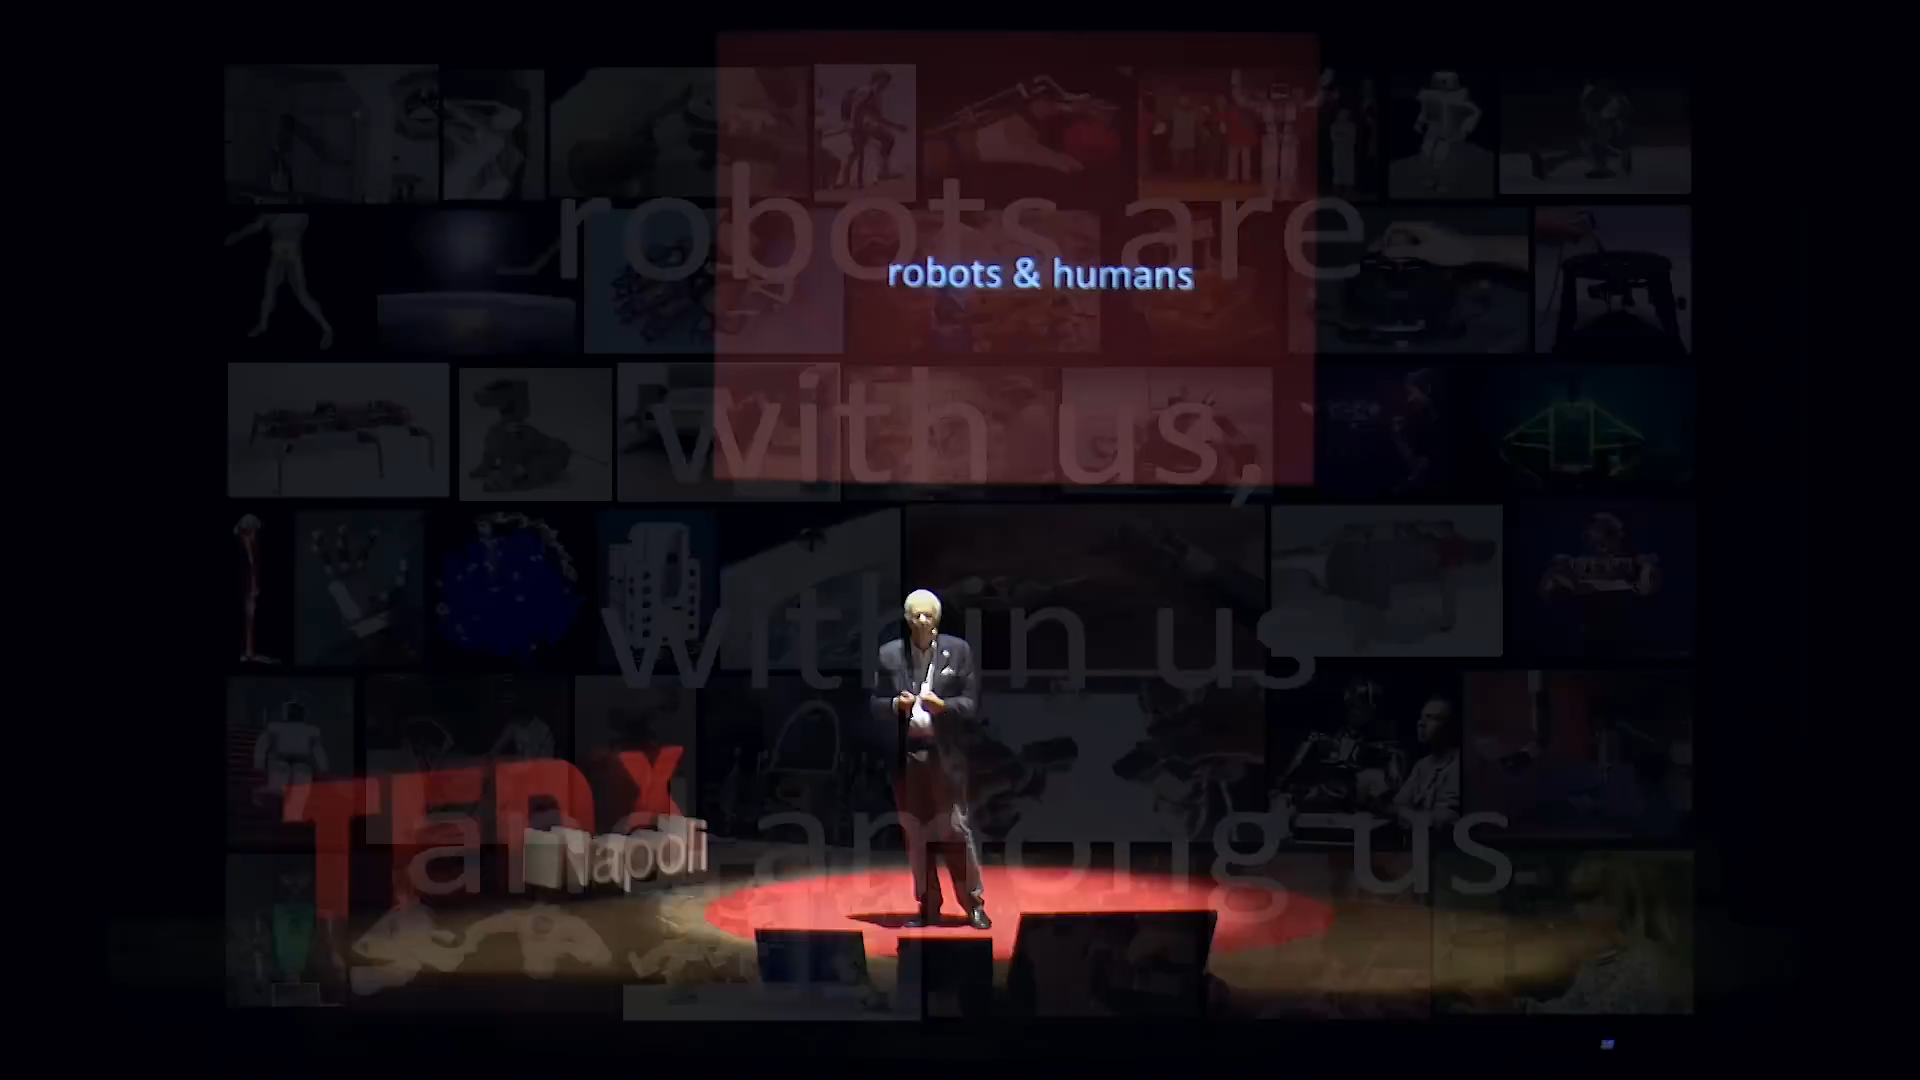 robots are
robots & humans
with us,
within us
and among us
TEDx
Napoli